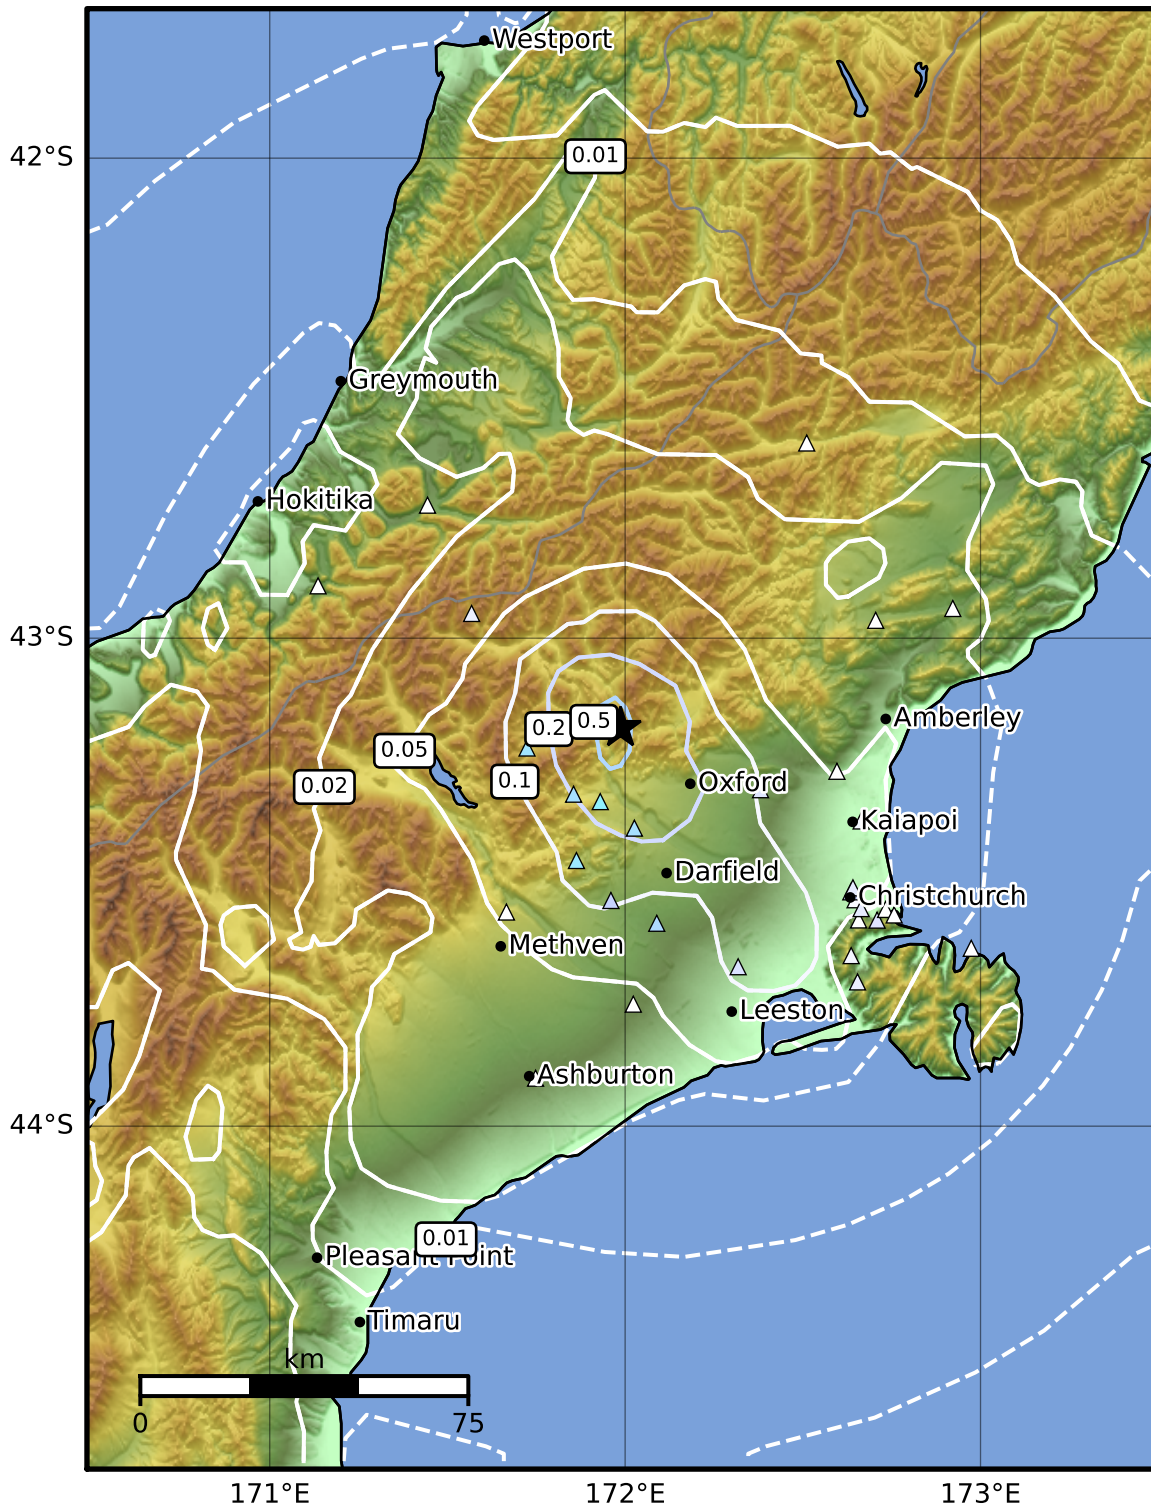 Westport
42°S
0.01
Greymouth
Hokitika
43°S
Amberley
0.5
0.2
0.05
0.1
0.02
Oxford
Kaiapoi
Darfield
Christchurch
Methven
Leeston
Ashburton
44°S
0.01
Pleasant Point
Timaru
km
0
75
171°E
172°E
173°E